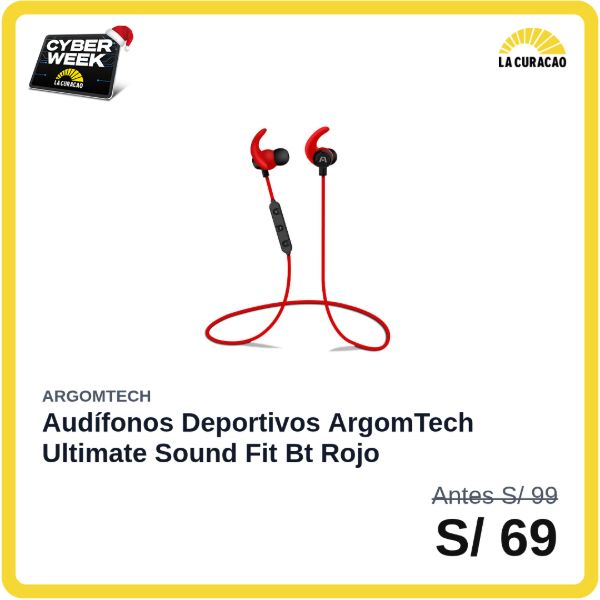 CYBER
WEEK
LA CURACAO
LA CURACAO
ARGOMTECH
Audífonos Deportivos ArgomTech
Ultimate Sound Fit Bt Rojo
Antes S/ 99
S/ 69